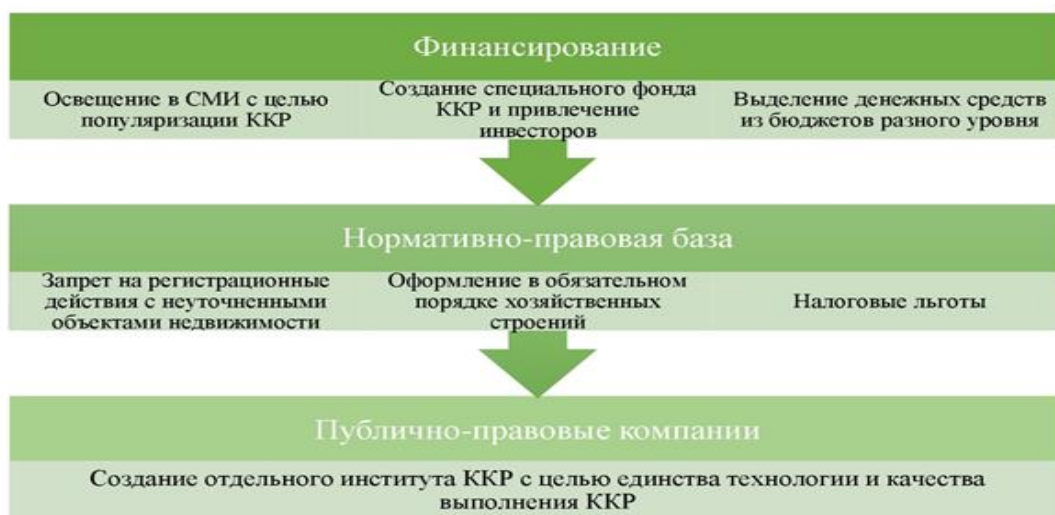 Финансирование
Освещение в СМИ с целью
популяризации ККР
Создание специального фонда
ККР и привлечение
инвесторов
Выделение денежных средств
из бюджетов разного уровня
Нормативно-правовая база
Запрет на регистрационные
действия с неуточненными
объектами недвижимости
Оформление в обязательном
порядке хозяйственных
строений
Налоговые льготы
Публично-правовые компании
Создание отдельного института ККР с целью единства технологии и качества
выполнения ККР